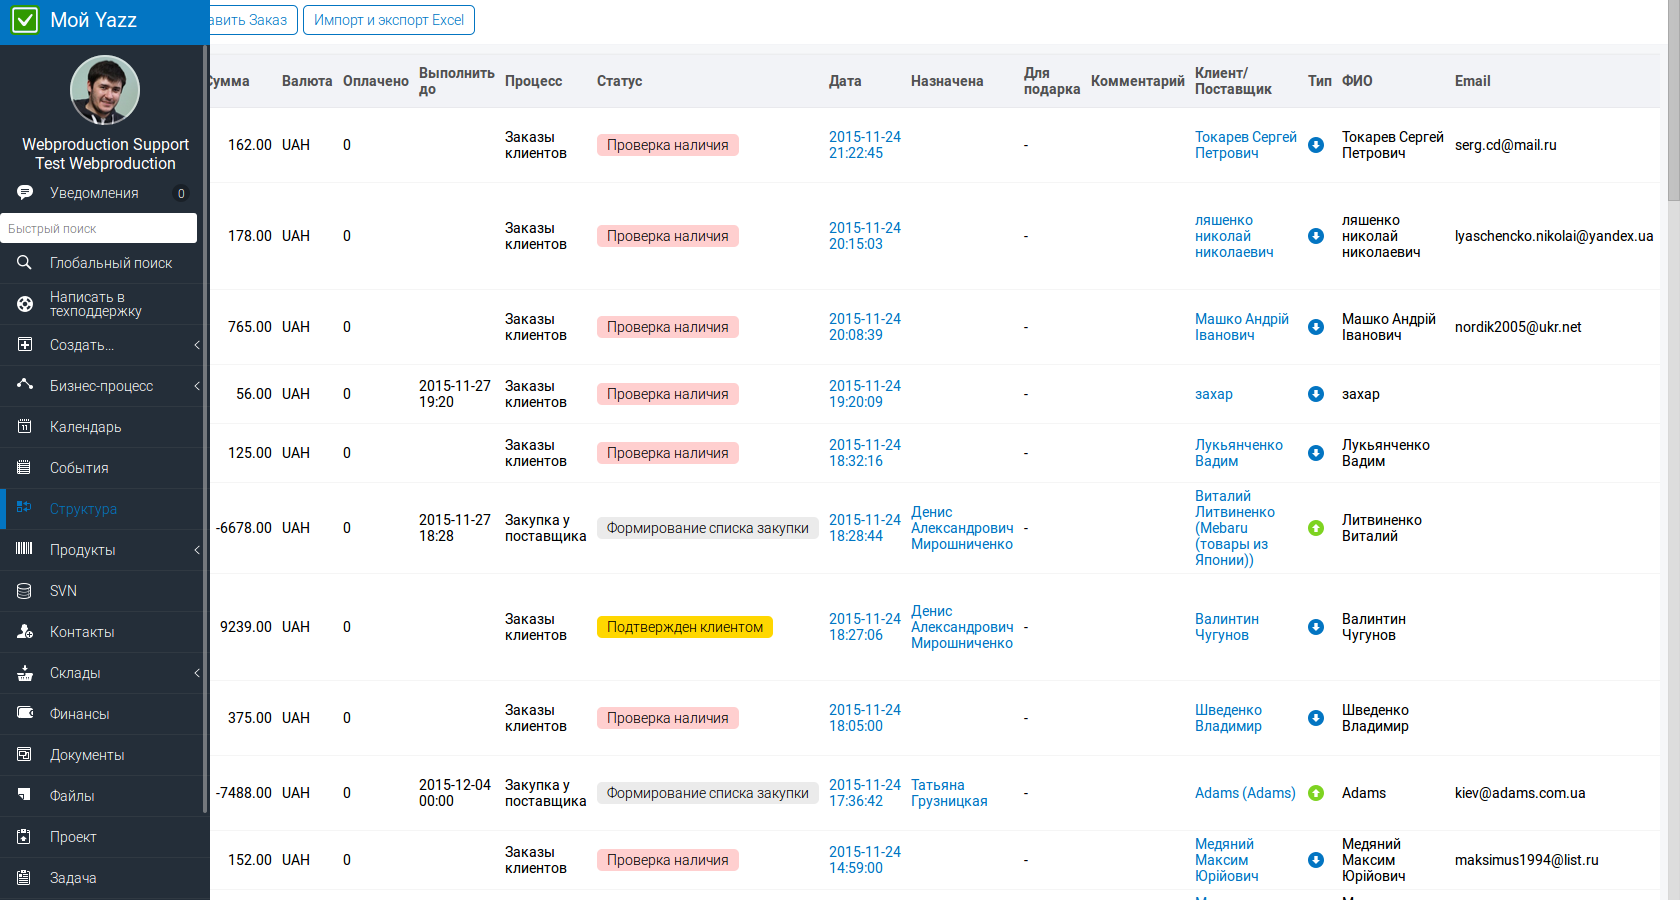 Мой Yazz
авить Заказ
Импорт и экспорт Excel
Webproduction Support
Test Webproduction
Уведомления 0
Быстрый поиск
Глобальный поиск
Написать в
техподдержку
Создать...
Бизнес-процесс
Календарь
События
Структура
Продукты
SVN
Контакты
Склады
Финансы
Документы
Файлы
Проект
Задача
Сумма Валюта Оплачено Выполнить до Процесс Статус Дата Назначена Для подарка Комментарий Клиент/Поставщик Тип ФИО Email
162.00 UAH 0 Заказы клиентов Проверка наличия 2015-11-24 21:22:45 - Токарев Сергей Петрович Токарев Сергей Петрович serg.cd@mail.ru
178.00 UAH 0 Заказы клиентов Проверка наличия 2015-11-24 20:15:03 - ляшенко николай николаевич ляшенко николай николаевич lyaschencko.nikolai@yandex.ua
765.00 UAH 0 Заказы клиентов Проверка наличия 2015-11-24 20:08:39 - Машко Андрій Іванович Машко Андрій Іванович nordik2005@ukr.net
56.00 UAH 0 2015-11-27 19:20 Заказы клиентов Проверка наличия 2015-11-24 19:20:09 - захар захар
125.00 UAH 0 Заказы клиентов Проверка наличия 2015-11-24 18:32:16 - Лукьянченко Вадим Лукьянченко Вадим
-6678.00 UAH 0 2015-11-27 18:28 Закупка у поставщика Формирование списка закупки 2015-11-24 18:28:44 Денис Александрович Мирошниченко - Виталий Литвиненко (Mebaru (товары из Японии)) Литвиненко Виталий
9239.00 UAH 0 Заказы клиентов Подтвержден клиентом 2015-11-24 18:27:06 Денис Александрович Мирошниченко - Валинтин Чугунов Валинтин Чугунов
375.00 UAH 0 Заказы клиентов Проверка наличия 2015-11-24 18:05:00 - Шведенко Владимир Шведенко Владимир
-7488.00 UAH 0 2015-12-04 00:00 Закупка у поставщика Формирование списка закупки 2015-11-24 17:36:42 Татьяна Грузницкая - Adams (Adams) Adams kiev@adams.com.ua
152.00 UAH 0 Заказы клиентов Проверка наличия 2015-11-24 14:59:00 - Медяний Максим Юрійович Медяний Максим Юрійович maksimus1994@list.ru